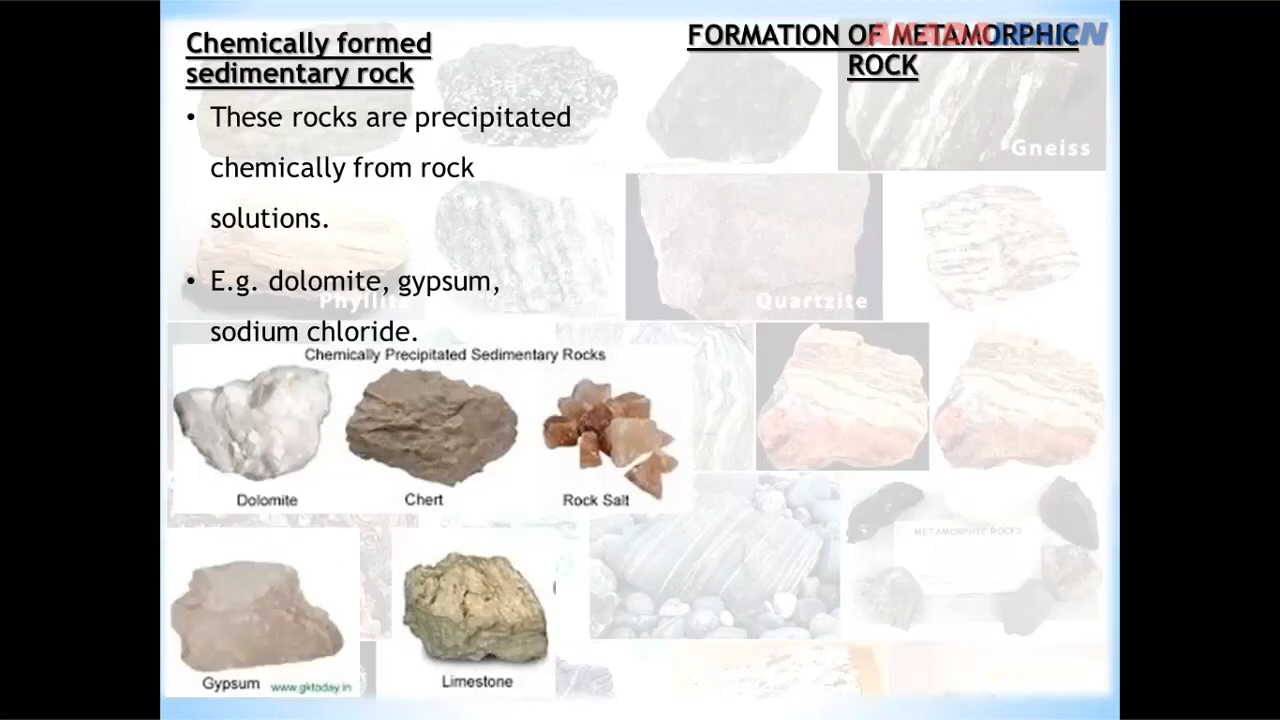 Chemically formed
sedimentary rock
• These rocks are precipitated
chemically from rock
solutions.
• E.g. dolomite, gypsum,
sodium chloride.
Chemically Precipitated Sedimentary Rocks
Dolomite
Chert
Rock Salt
Gypsum
www.gktoday.in
Limestone
FORMATION OF METAMORPHIC
ROCK
Gneiss
Phyllit
Quartzite
METAMORPHIC ROCKS